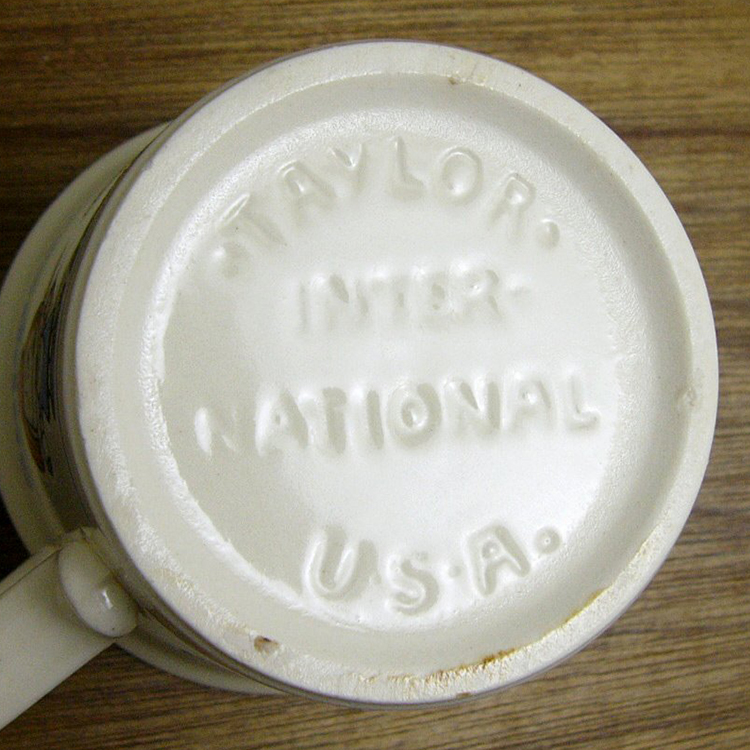 ·TAYLOR·
INTER-
NATIONAL
U.S.A.